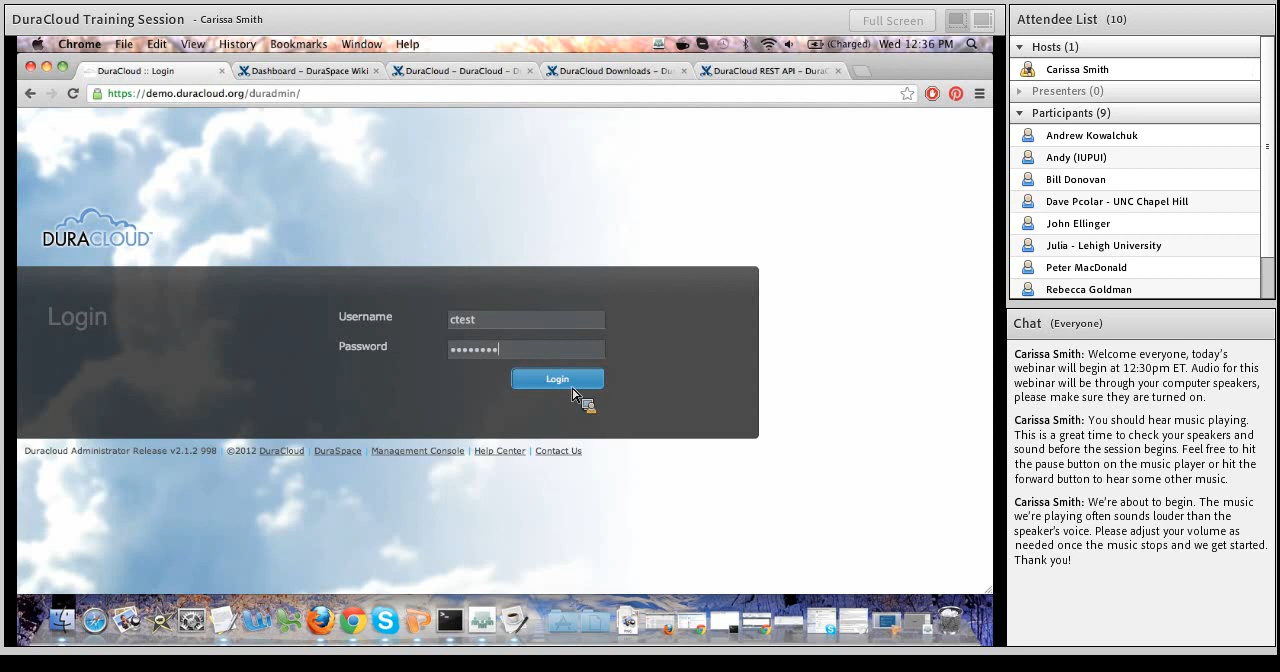 DuraCloud Training Session - Carissa Smith
Full Screen
Chrome File Edit View History Bookmarks Window Help
(Charged) Wed 12:36 PM
DuraCloud :: Login
Dashboard – DuraSpace Wiki
DuraCloud – DuraCloud – D
DuraCloud Downloads – Du
DuraCloud REST API – Dura
https://demo.duracloud.org/duradmin/
DURACLOUD
Login
Username
ctest
Password
Login
Duracloud Administrator Release v2.1.2 998 | ©2012 DuraCloud | DuraSpace | Management Console | Help Center | Contact Us
Attendee List (10)
Hosts (1)
Carissa Smith
Presenters (0)
Participants (9)
Andrew Kowalchuk
Andy (IUPUI)
Bill Donovan
Dave Pcolar - UNC Chapel Hill
John Ellinger
Julia - Lehigh University
Peter MacDonald
Rebecca Goldman
Chat (Everyone)
Carissa Smith: Welcome everyone, today's
webinar will begin at 12:30pm ET. Audio for this
webinar will be through your computer speakers,
please make sure they are turned on.
Carissa Smith: You should hear music playing.
This is a great time to check your speakers and
sound before the session begins. Feel free to hit
the pause button on the music player or hit the
forward button to hear some other music.
Carissa Smith: We're about to begin. The music
we're playing often sounds louder than the
speaker's voice. Please adjust your volume as
needed once the music stops and we get started.
Thank you!